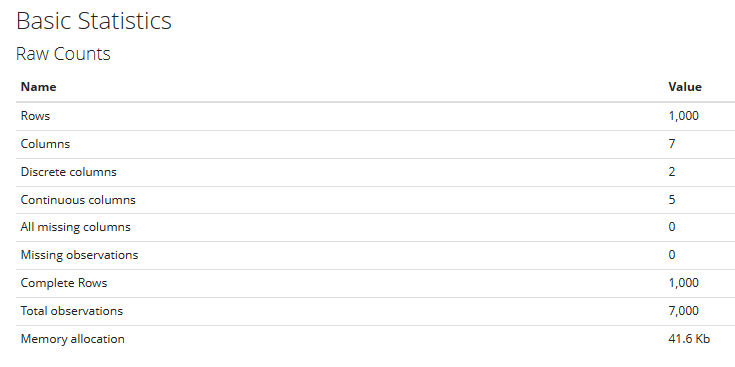 Basic Statistics
Raw Counts
Name Value
Rows 1,000
Columns 7
Discrete columns 2
Continuous columns 5
All missing columns 0
Missing observations 0
Complete Rows 1,000
Total observations 7,000
Memory allocation 41.6 Kb